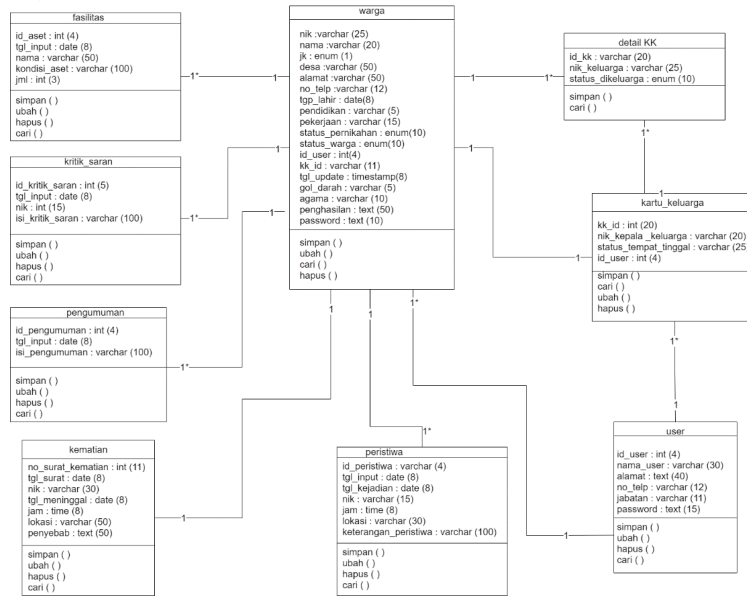 fasilitas
id_aset : int (4)
tgl_input : date (8)
nama : varchar (50)
kondisi_aset : varchar (100)
jml : int (3)
simpan ( )
ubah ( )
hapus ( )
cari ( )
kritik_saran
id_kritik_saran : int (5)
tgl_input : date (8)
nik : int (15)
isi_kritik_saran : varchar (100)
simpan ( )
ubah ( )
hapus ( )
cari ( )
pengumuman
id_pengumuman : int (4)
tgl_input : date (8)
isi_pengumuman : varchar (100)
simpan ( )
ubah ( )
hapus ( )
cari ( )
kematian
no_surat_kematian : int (11)
tgl_surat : date (8)
nik : varchar (30)
tgl_meninggal : date (8)
jam : time (8)
lokasi : varchar (50)
penyebab : text (50)
simpan ( )
ubah ( )
hapus ( )
cari ( )
warga
nik :varchar (25)
nama :varchar (20)
jk : enum (1)
desa :varchar (50)
alamat :varchar (50)
no_telp :varchar (12)
tgp_lahir : date(8)
pendidikan : varchar (5)
pekerjaan : varchar (15)
status_pernikahan : enum(10)
status_warga : enum(10)
id_user : int(4)
kk_id : varchar (11)
tgl_update : timestamp(8)
gol_darah : varchar (5)
agama : varchar (10)
penghasilan : text (50)
password : text (10)
simpan ( )
ubah ( )
cari ( )
hapus ( )
peristiwa
id_peristiwa : varchar (4)
tgl_input : date (8)
tgl_kejadian : date (8)
nik : varchar (15)
jam : time (8)
lokasi : varchar (30)
keterangan_peristiwa : varchar (100)
simpan ( )
ubah ( )
hapus ( )
cari ( )
detail KK
id_kk : varchar (20)
nik_keluarga : varchar (25)
status_dikeluarga : enum (10)
simpan ( )
cari ( )
kartu_keluarga
kk_id : int (20)
nik_kepala _keluarga : varchar (20)
status_tempat_tinggal : varchar (25)
id_user : int (4)
simpan ( )
cari ( )
ubah ( )
hapus ( )
user
id_user : int (4)
nama_user : varchar (30)
alamat : text (40)
no_telp : varchar (12)
jabatan : varchar (11)
password : text (15)
simpan ( )
ubah ( )
hapus ( )
cari ( )
1*
1
1*
1
1*
1
1
1
1*
1
1*
1
1
1
1*
1
1*
1
1*
1